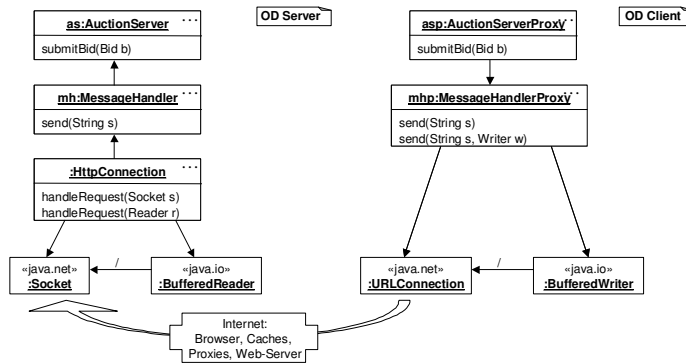 as:AuctionServer ...
submitBid(Bid b)
OD Server
asp:AuctionServerProxy ...
submitBid(Bid b)
OD Client
mh:MessageHandler ...
send(String s)
mhp:MessageHandlerProxy ...
send(String s)
send(String s, Writer w)
:HttpConnection ...
handleRequest(Socket s)
handleRequest(Reader r)
«java.net»
:Socket
/
«java.io»
:BufferedReader
«java.net»
:URLConnection
/
«java.io»
:BufferedWriter
Internet:
Browser, Caches,
Proxies, Web-Server